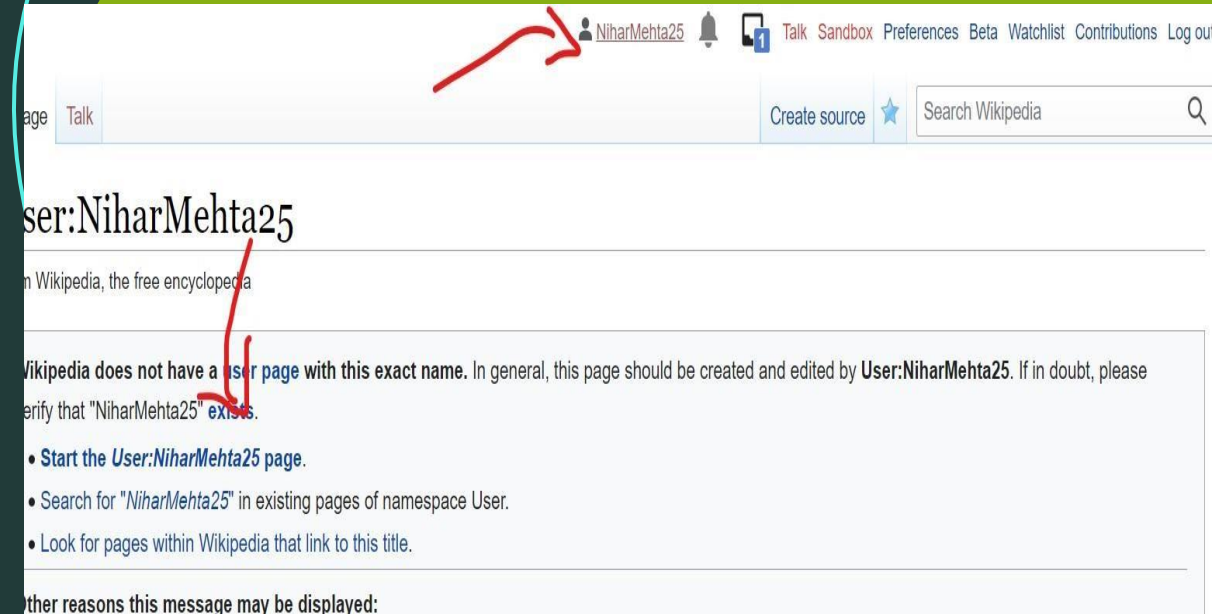 NiharMehta25 1 Talk Sandbox Preferences Beta Watchlist Contributions Log out
age Talk Create source Search Wikipedia
ser:NiharMehta25
m Wikipedia, the free encyclopedia
Wikipedia does not have a user page with this exact name. In general, this page should be created and edited by User:NiharMehta25. If in doubt, please
erify that "NiharMehta25" exists.
• Start the User:NiharMehta25 page.
• Search for "NiharMehta25" in existing pages of namespace User.
• Look for pages within Wikipedia that link to this title.
Other reasons this message may be displayed: